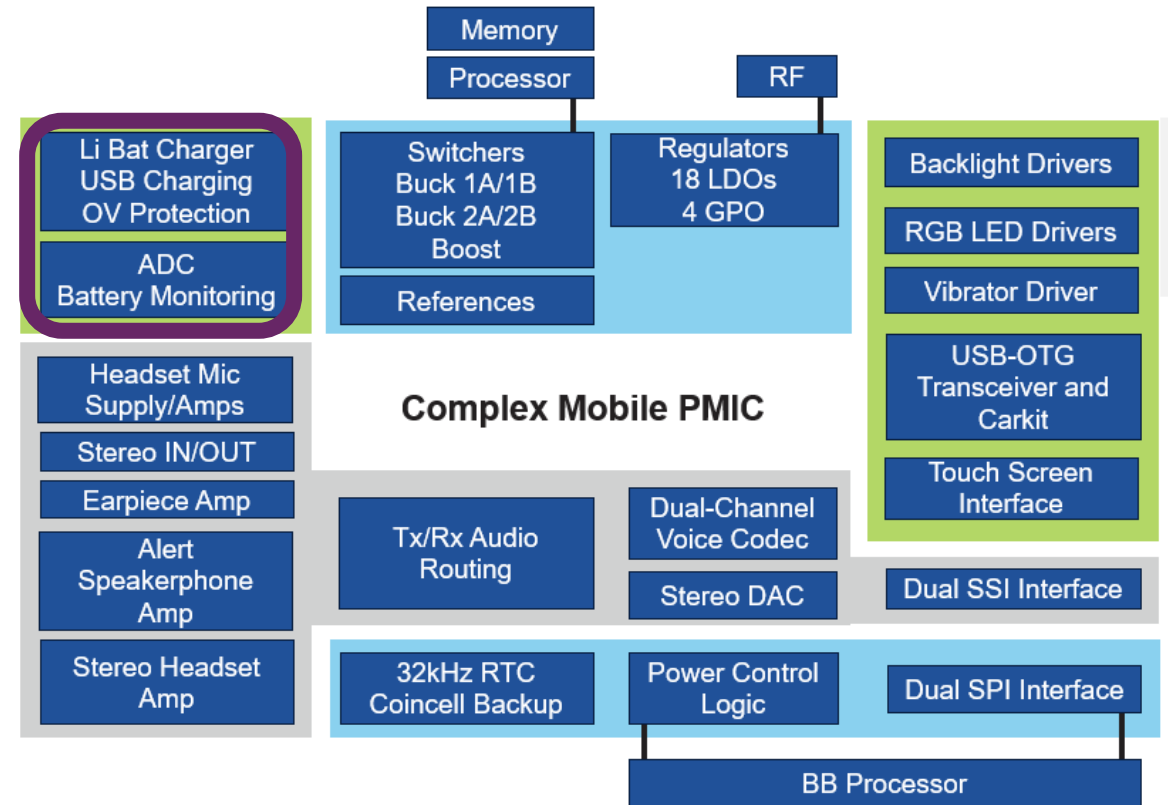 Memory
Processor
RF
Li Bat Charger
USB Charging
OV Protection
ADC
Battery Monitoring
Switchers
Buck 1A/1B
Buck 2A/2B
Boost
References
Regulators
18 LDOs
4 GPO
Backlight Drivers
RGB LED Drivers
Vibrator Driver
USB-OTG
Transceiver and
Carkit
Touch Screen
Interface
Complex Mobile PMIC
Headset Mic
Supply/Amps
Stereo IN/OUT
Earpiece Amp
Alert
Speakerphone
Amp
Stereo Headset
Amp
Tx/Rx Audio
Routing
Dual-Channel
Voice Codec
Stereo DAC
Dual SSI Interface
32kHz RTC
Coincell Backup
Power Control
Logic
Dual SPI Interface
BB Processor